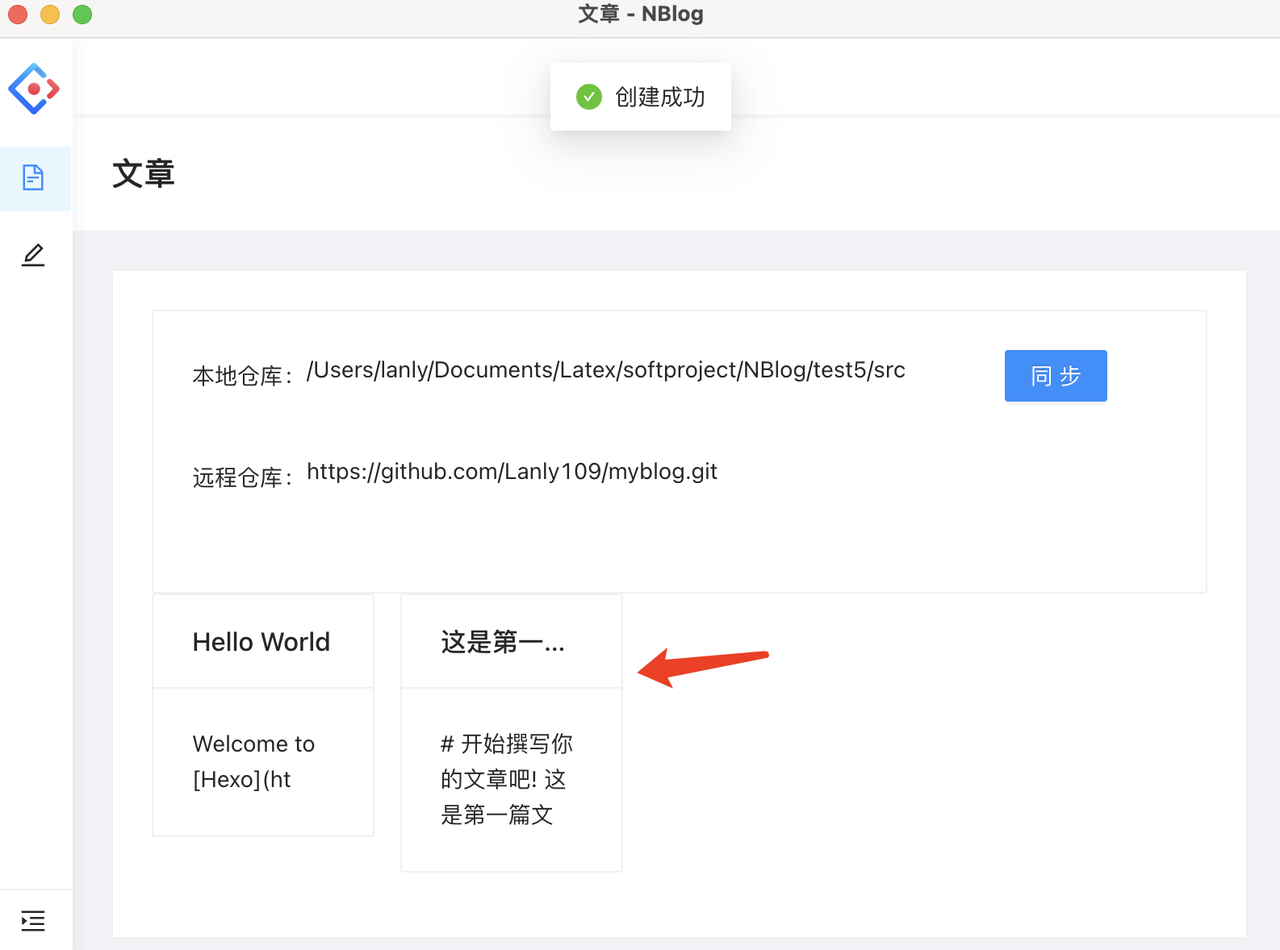 文章 - NBlog
创建成功
文章
本地仓库： /Users/lanly/Documents/Latex/softproject/NBlog/test5/src
同 步
远程仓库： https://github.com/Lanly109/myblog.git
Hello World
Welcome to
[Hexo](ht
这是第一...
# 开始撰写你
的文章吧! 这
是第一篇文